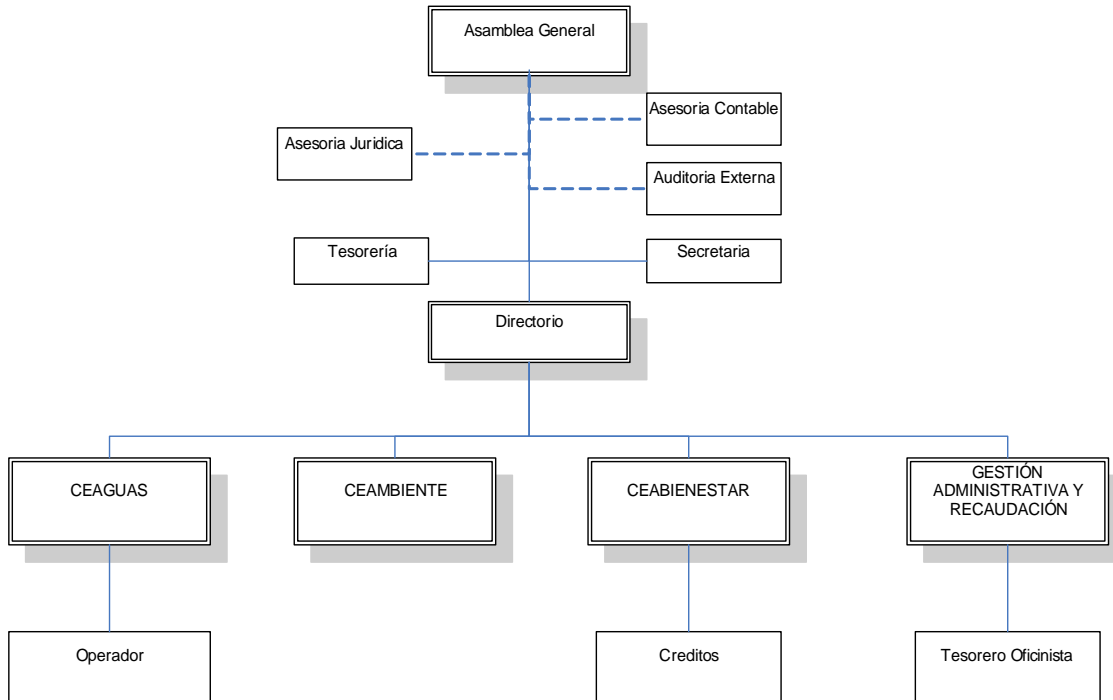 Asamblea General
Asesoria Contable
Asesoria Juridica
Auditoria Externa
Tesorería
Secretaria
Directorio
CEAGUAS
CEAMBIENTE
CEABIENESTAR
GESTIÓN
ADMINISTRATIVA Y
RECAUDACIÓN
Operador
Creditos
Tesorero Oficinista